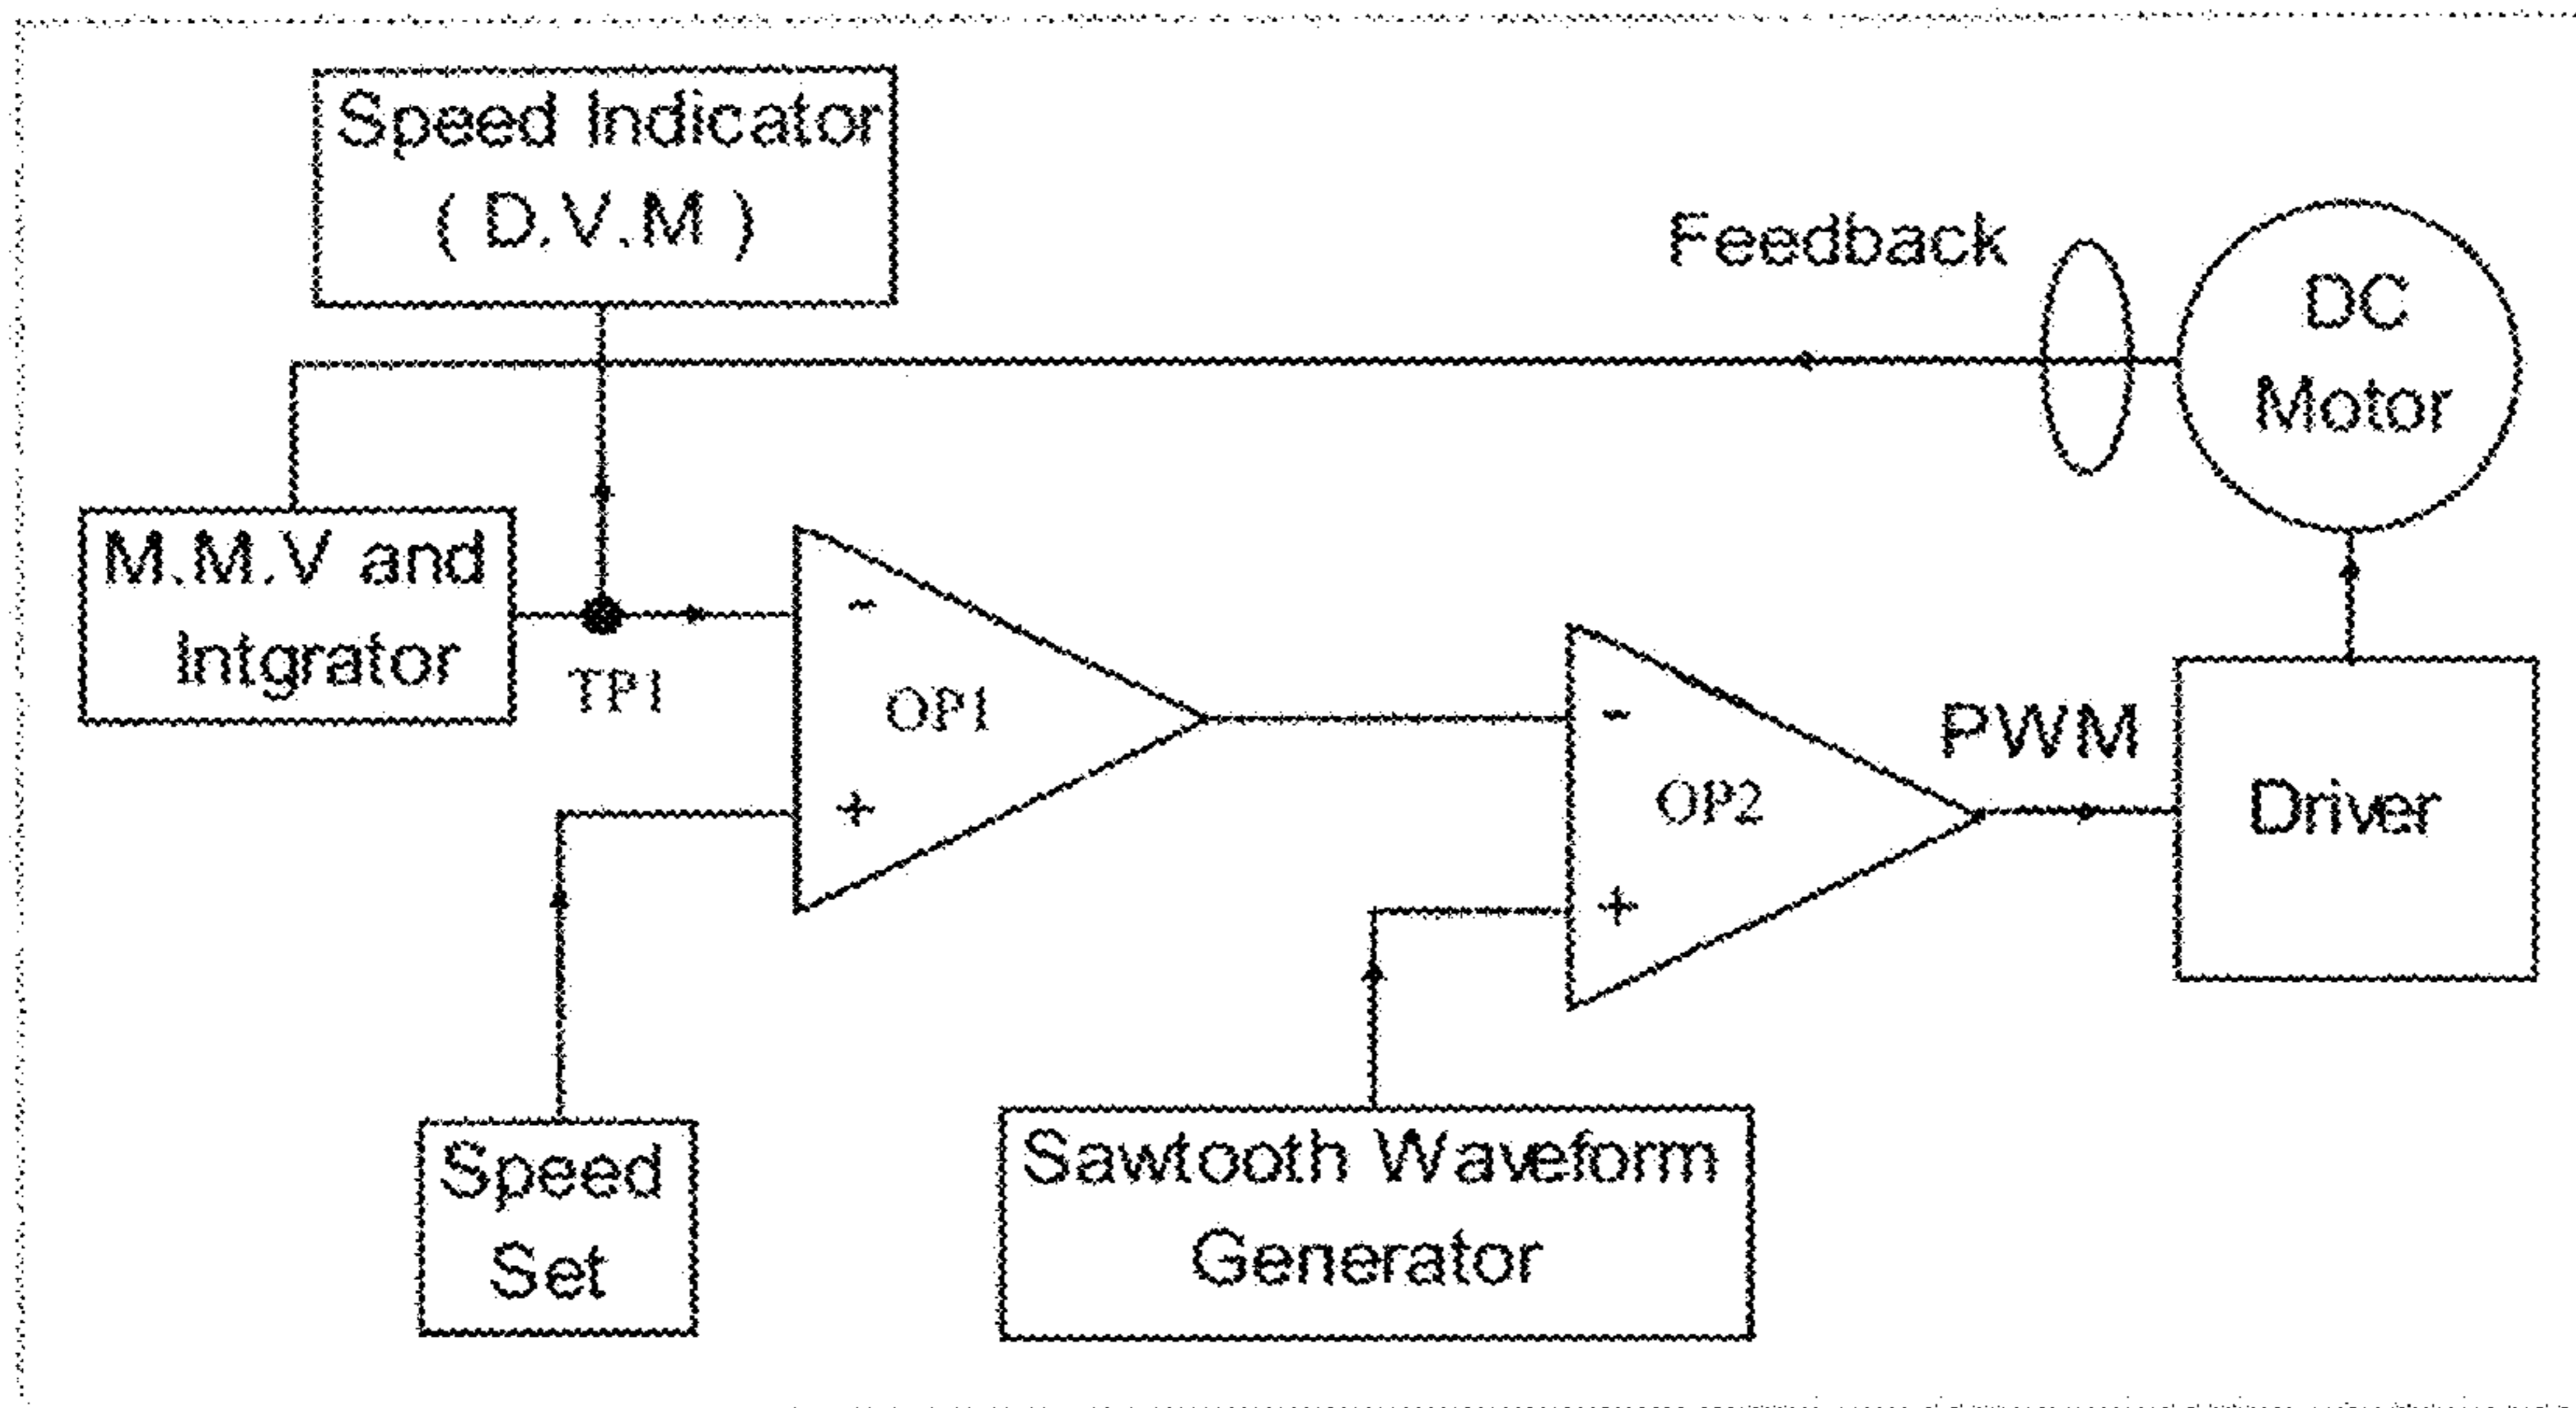 Speed Indicator
( D.V.M )
Feedback
DC
Motor
M.M.V and
Intgrator
TP1
-
OP1
+
-
OP2
+
PWM
Driver
Speed
Set
Sawtooth Waveform
Generator